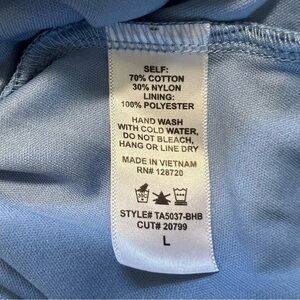 SELF:
70% COTTON
30% NYLON
LINING:
100% POLYESTER
HAND WASH
WITH COLD WATER,
DO NOT BLEACH,
HANG OR LINE DRY
MADE IN VIETNAM
RN# 128720
STYLE# TA5037-BHB
CUT# 20799
L